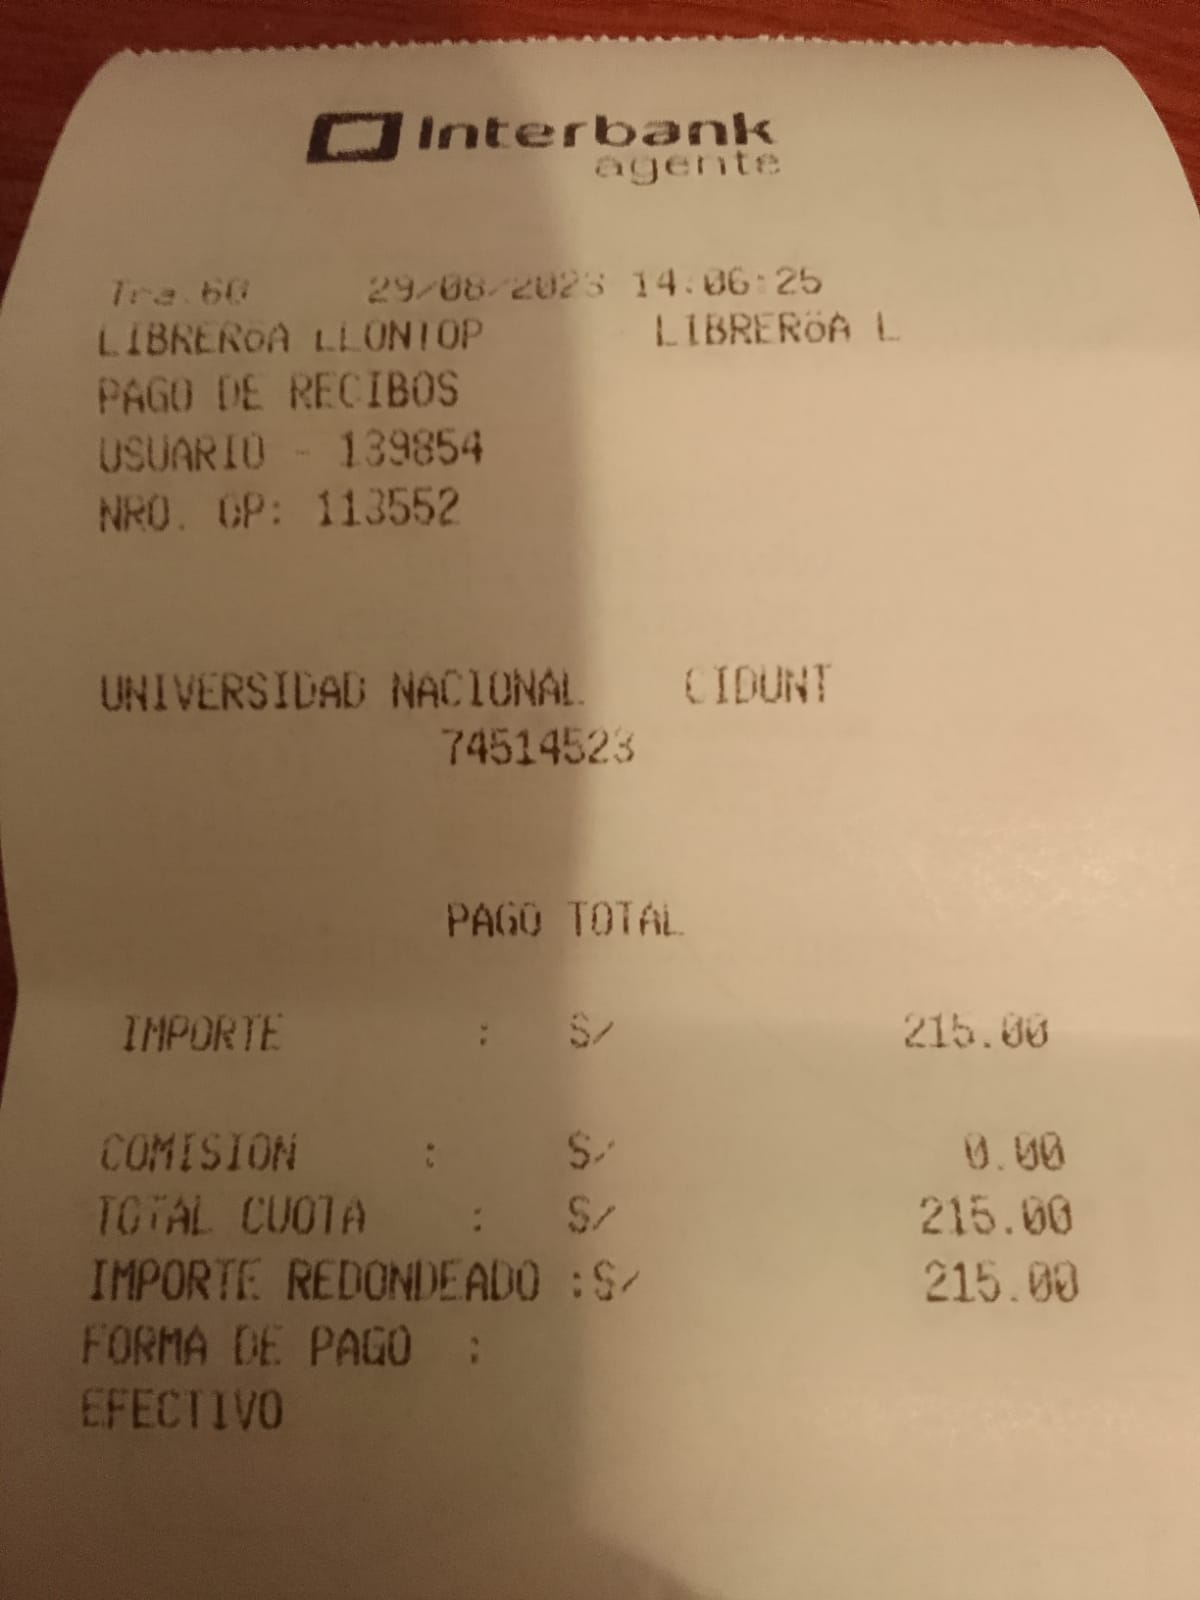 Interbank
agente
Tra.60 29/08/2023 14:06:25
LIBRERöA LLONTOP LIBRERöA L
PAGO DE RECIBOS
USUARIO - 139854
NRO. OP: 113552
UNIVERSIDAD NACIONAL CIDUNT
74514523
PAGO TOTAL
IMPORTE : S/ 215.00
COMISION : S/ 0.00
TOTAL CUOTA : S/ 215.00
IMPORTE REDONDEADO :S/ 215.00
FORMA DE PAGO :
EFECTIVO